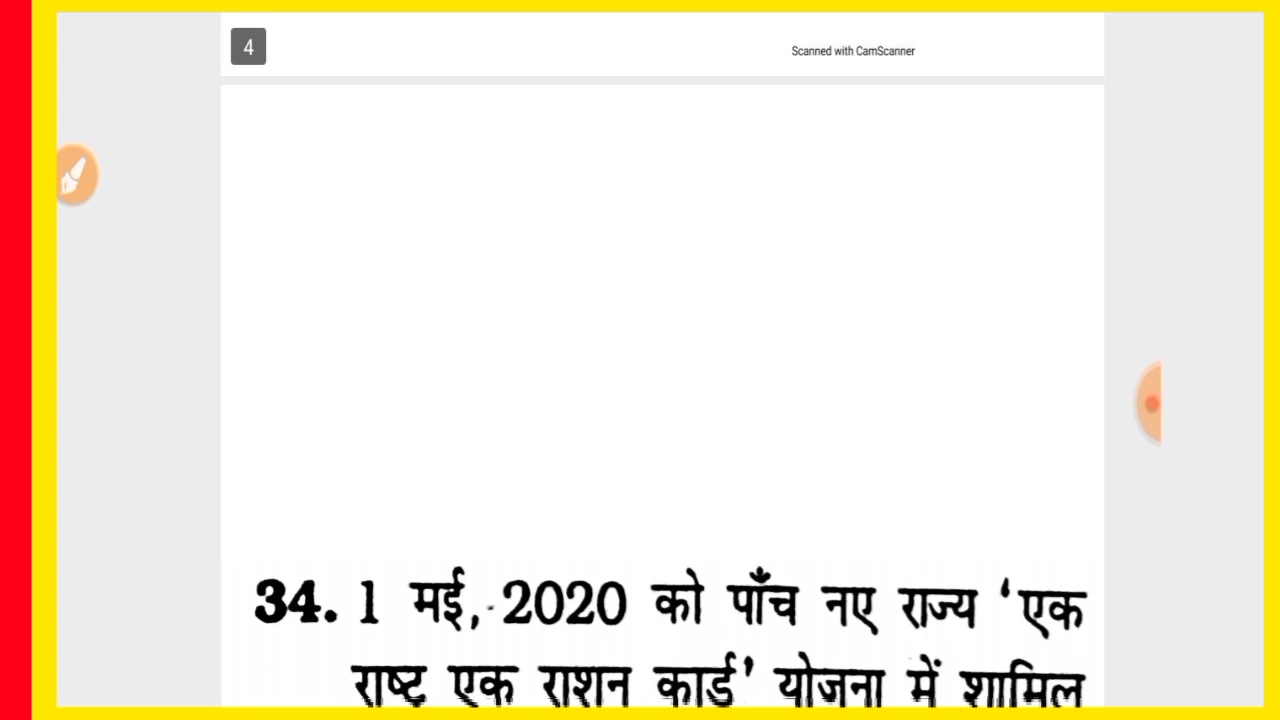 4
Scanned with CamScanner
34. 1 मई, 2020 को पाँच नए राज्य ‘एक
राष्ट्र एक राशन कार्ड’ योजना में शामिल